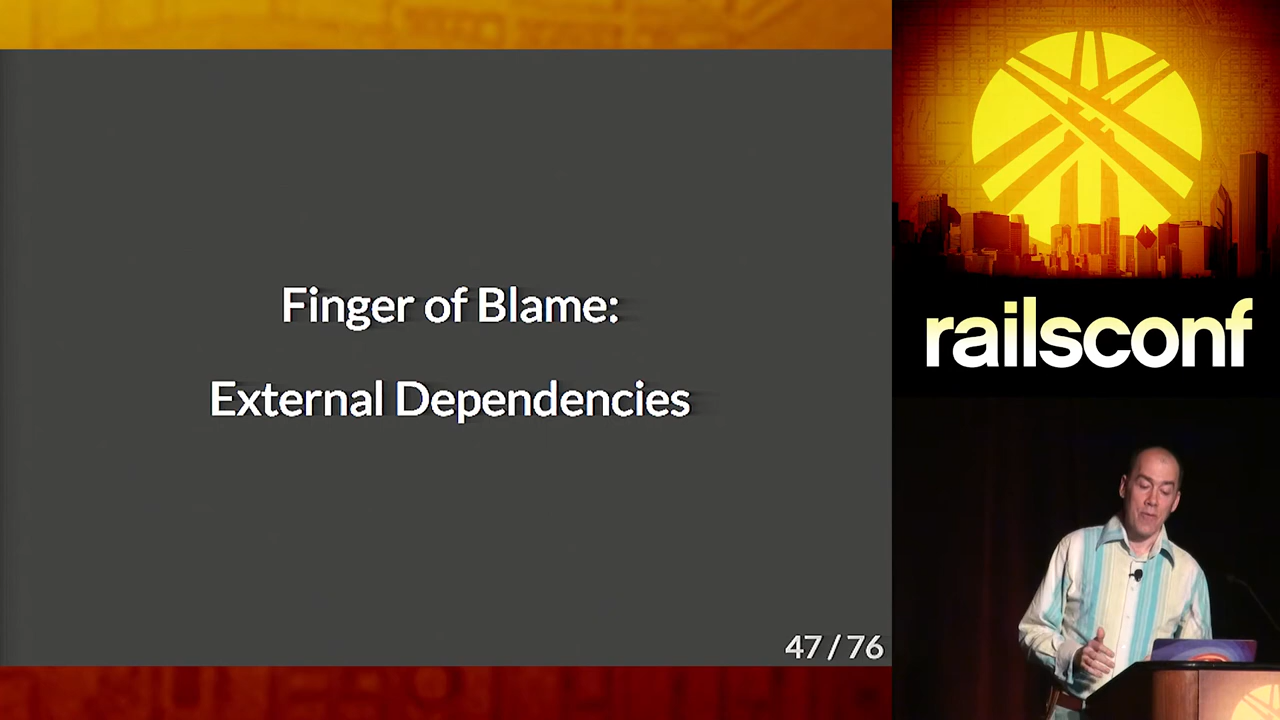 Finger of Blame:
External Dependencies
47 / 76
railsconf